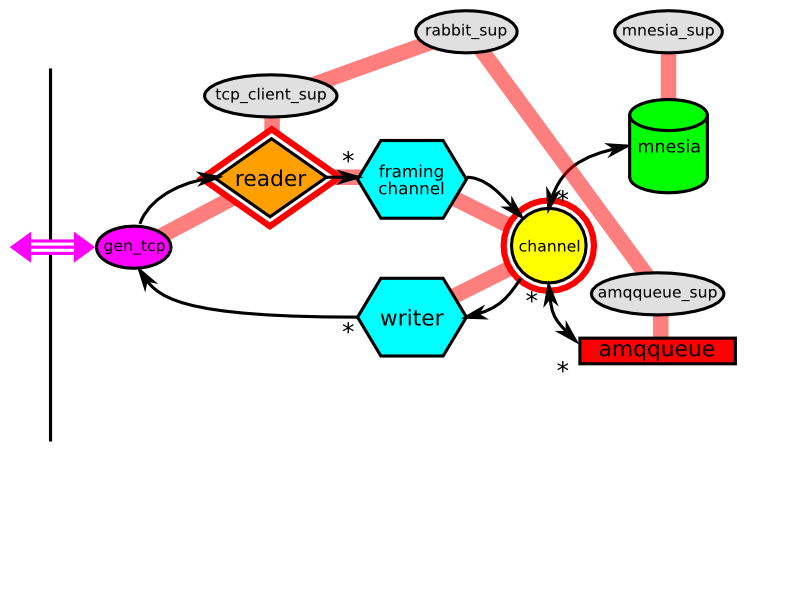 rabbit_sup
mnesia_sup
tcp_client_sup
mnesia
*
framing
channel
reader
*
gen_tcp
channel
amqqueue_sup
*
writer
*
amqqueue
*